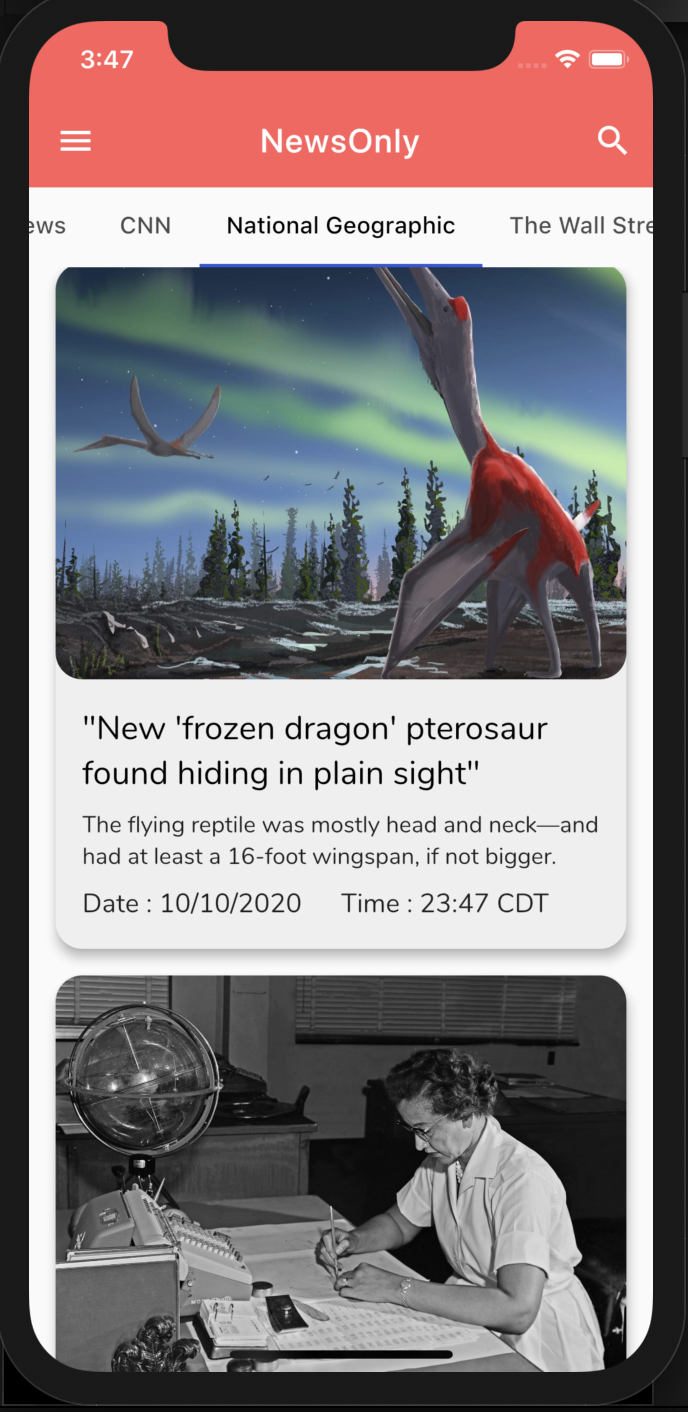 3:47
NewsOnly
ews CNN National Geographic The Wall Stre
"New 'frozen dragon' pterosaur
found hiding in plain sight"
The flying reptile was mostly head and neck—and
had at least a 16-foot wingspan, if not bigger.
Date : 10/10/2020 Time : 23:47 CDT